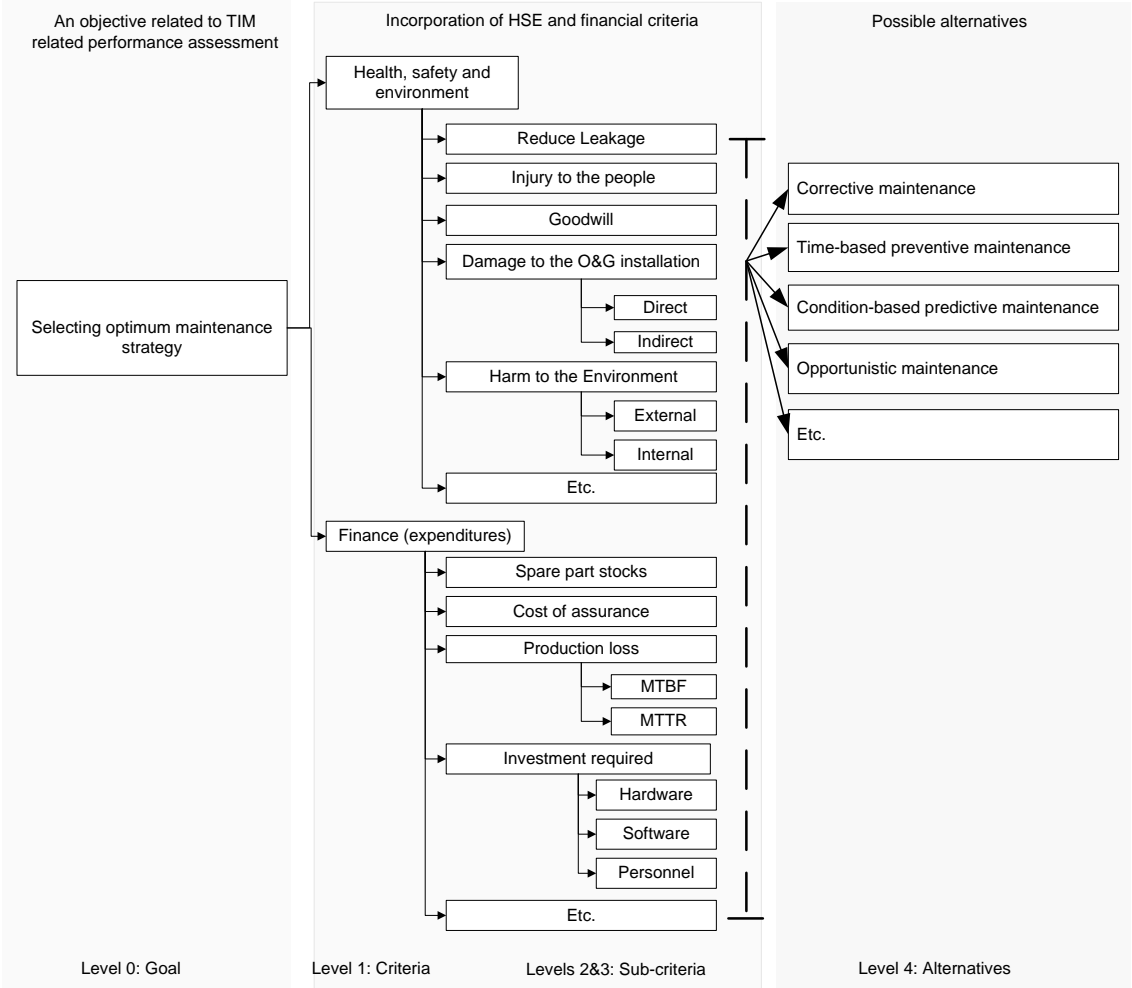 An objective related to TIM
related performance assessment
Incorporation of HSE and financial criteria
Possible alternatives
Selecting optimum maintenance
strategy
Health, safety and
environment
Reduce Leakage
Injury to the people
Goodwill
Damage to the O&G installation
Direct
Indirect
Harm to the Environment
External
Internal
Etc.
Finance (expenditures)
Spare part stocks
Cost of assurance
Production loss
MTBF
MTTR
Investment required
Hardware
Software
Personnel
Etc.
Corrective maintenance
Time-based preventive maintenance
Condition-based predictive maintenance
Opportunistic maintenance
Etc.
Level 0: Goal
Level 1: Criteria
Levels 2&3: Sub-criteria
Level 4: Alternatives